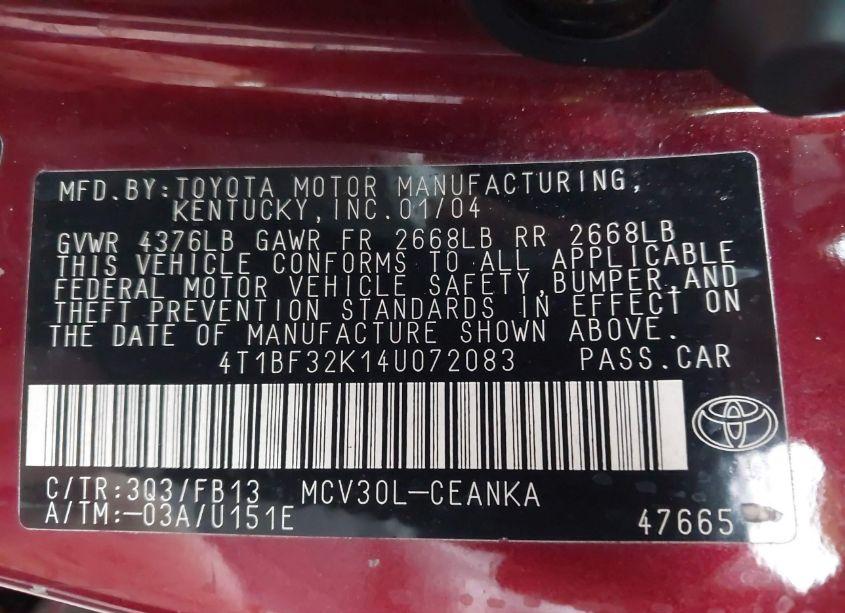 MFD.BY:TOYOTA MOTOR MANUFACTURING,
KENTUCKY,INC.01/04
GVWR 4376LB GAWR FR 2668LB RR 2668LB
THIS VEHICLE CONFORMS TO ALL APPLICABLE
FEDERAL MOTOR VEHICLE SAFETY,BUMPER,AND
THEFT PREVENTION STANDARDS IN EFFECT ON
THE DATE OF MANUFACTURE SHOWN ABOVE.
4T1BF32K14U072083 PASS.CAR
C/TR:3Q3/FB13 MCV30L-CEANKA
A/TM:-03A/U151E 47665